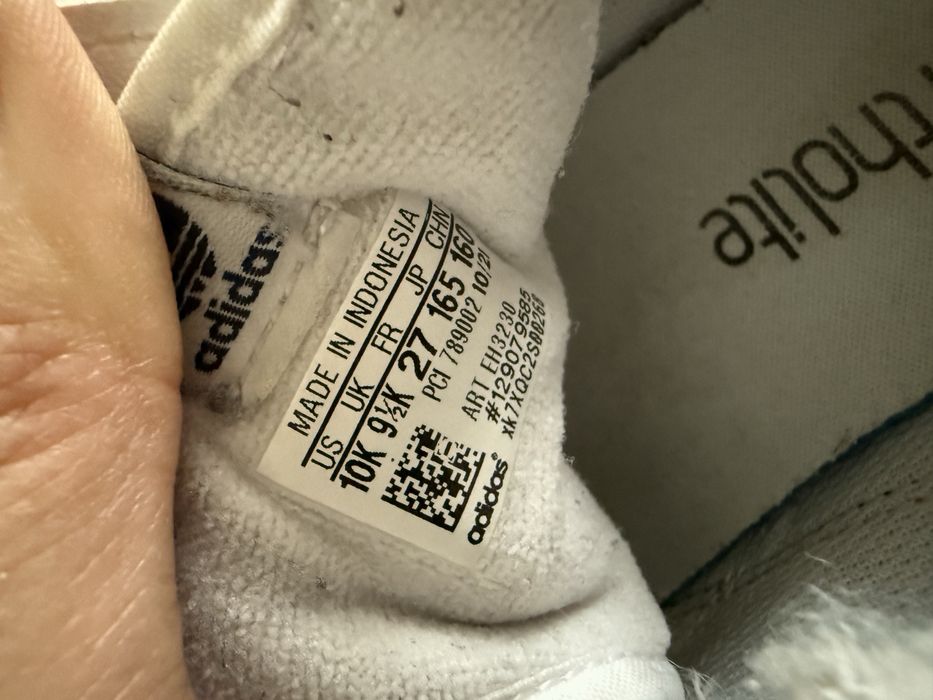 MADE IN INDONESIA
US UK FR JP CHN
10K 9½K 27 165 160
PCI 789002 10/21
ART EH3230
#129079585
adidas®
adidas
tholite